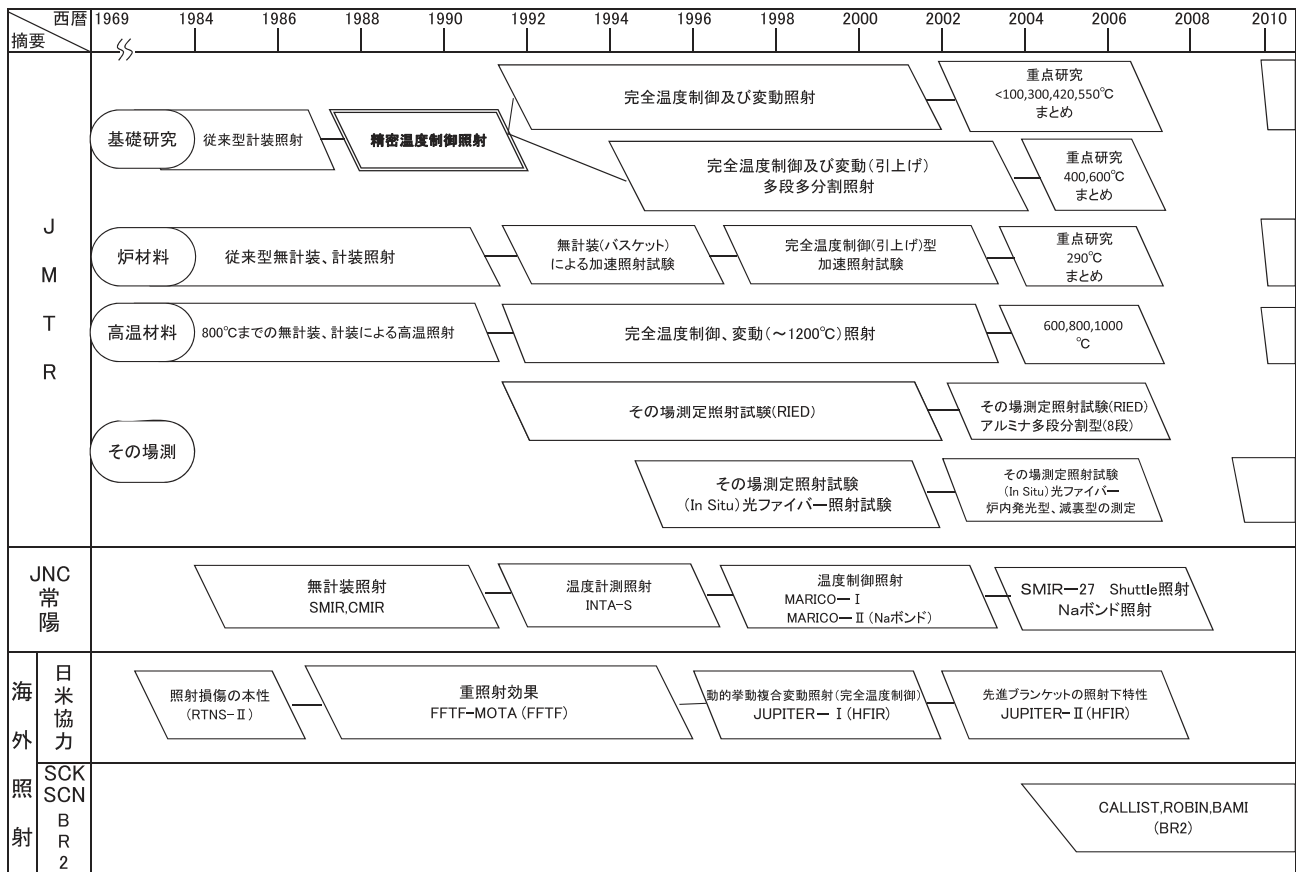 西暦
摘要
1969 1984 1986 1988 1990 1992 1994 1996 1998 2000 2002 2004 2006 2008 2010
J
M
T
R
基礎研究
従来型計装照射
精密温度制御照射
完全温度制御及び変動照射
重点研究
<100,300,420,550℃
まとめ
完全温度制御及び変動(引上げ)
多段多分割照射
重点研究
400,600℃
まとめ
炉材料
従来型無計装、計装照射
無計装(バスケット)
による加速照射試験
完全温度制御(引上げ)型
加速照射試験
重点研究
290℃
まとめ
高温材料
800℃までの無計装、計装による高温照射
完全温度制御、変動(~1200℃)照射
600,800,1000
℃
その場測
その場測定照射試験(RIED)
その場測定照射試験(RIED)
アルミナ多段分割型(8段)
その場測定照射試験
(In Situ)光ファイバー照射試験
その場測定照射試験
(In Situ)光ファイバー
炉内発光型、減裏型の測定
JNC
常
陽
無計装照射
SMIR,CMIR
温度計測照射
INTA-S
温度制御照射
MARICO-Ⅰ
MARICO-Ⅱ(Naボンド)
SMIR-27 Shuttle照射
Naボンド照射
海
外
照
射
日
米
協
力
照射損傷の本性
(RTNS-Ⅱ)
重照射効果
FFTF-MOTA(FFTF)
動的挙動複合変動照射(完全温度制御)
JUPITER-Ⅰ(HFIR)
先進ブランケットの照射下特性
JUPITER-Ⅱ(HFIR)
SCK
SCN
B
R
2
CALLIST,ROBIN,BAMI
(BR2)